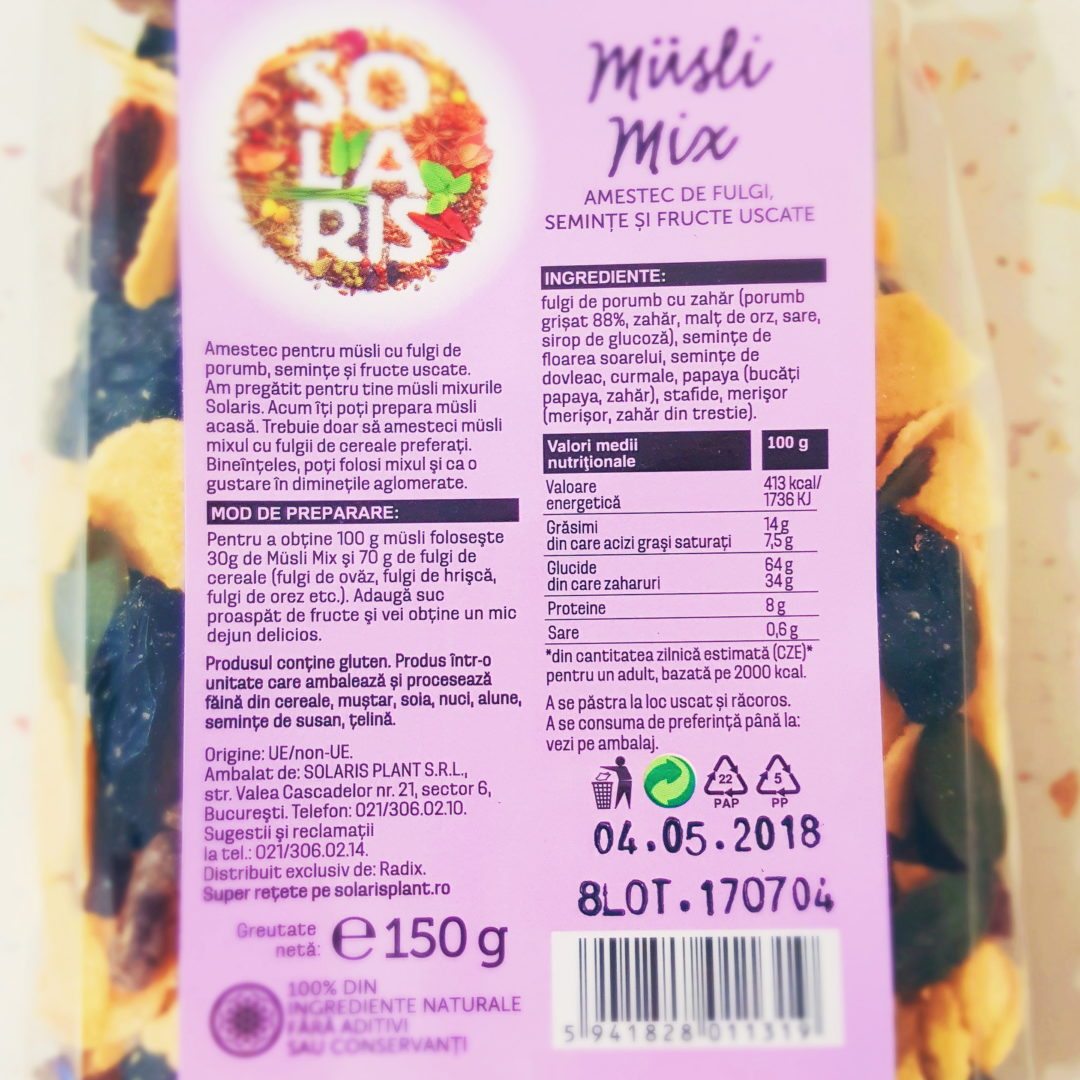 SO
LA
RIS
Amestec pentru müsli cu fulgi de
porumb, semințe și fructe uscate.
Am pregătit pentru tine müsli mixurile
Solaris. Acum îți poți prepara müsli
acasă. Trebuie doar să amesteci müsli
mixul cu fulgii de cereale preferați.
Bineînțeles, poți folosi mixul și ca o
gustare în diminețile aglomerate.
MOD DE PREPARARE:
Pentru a obține 100 g müsli folosește
30g de Müsli Mix și 70 g de fulgi de
cereale (fulgi de ovăz, fulgi de hrișcă,
fulgi de orez etc.). Adaugă suc
proaspăt de fructe și vei obține un mic
dejun delicios.
Produsul conține gluten. Produs într-o
unitate care ambalează și procesează
făină din cereale, muștar, soia, nuci, alune,
semințe de susan, țelină.
Origine: UE/non-UE.
Ambalat de: SOLARIS PLANT S.R.L.,
str. Valea Cascadelor nr. 21, sector 6,
București. Telefon: 021/306.02.10.
Sugestii și reclamații
la tel.: 021/306.02.14.
Distribuit exclusiv de: Radix.
Super rețete pe solarisplant.ro
Greutate
netă: e 150 g
100% DIN
INGREDIENTE NATURALE
FĂRĂ ADITIVI
SAU CONSERVANȚI
Müsli
Mix
AMESTEC DE FULGI,
SEMINȚE ȘI FRUCTE USCATE
INGREDIENTE:
fulgi de porumb cu zahăr (porumb
grișat 88%, zahăr, malț de orz, sare,
sirop de glucoză), semințe de
floarea soarelui, semințe de
dovleac, curmale, papaya (bucăți
papaya, zahăr), stafide, merișor
(merișor, zahăr din trestie).
Valori medii 100 g
nutriționale
Valoare 413 kcal/
energetică 1736 KJ
Grăsimi 14 g
din care acizi grași saturați 7,5 g
Glucide 64 g
din care zaharuri 34 g
Proteine 8 g
Sare 0,6 g
*din cantitatea zilnică estimată (CZE)*
pentru un adult, bazată pe 2000 kcal.
A se păstra la loc uscat și răcoros.
A se consuma de preferință până la:
vezi pe ambalaj.
22 5
PAP PP
04.05.2018
8LOT.170704
5 941828 011319